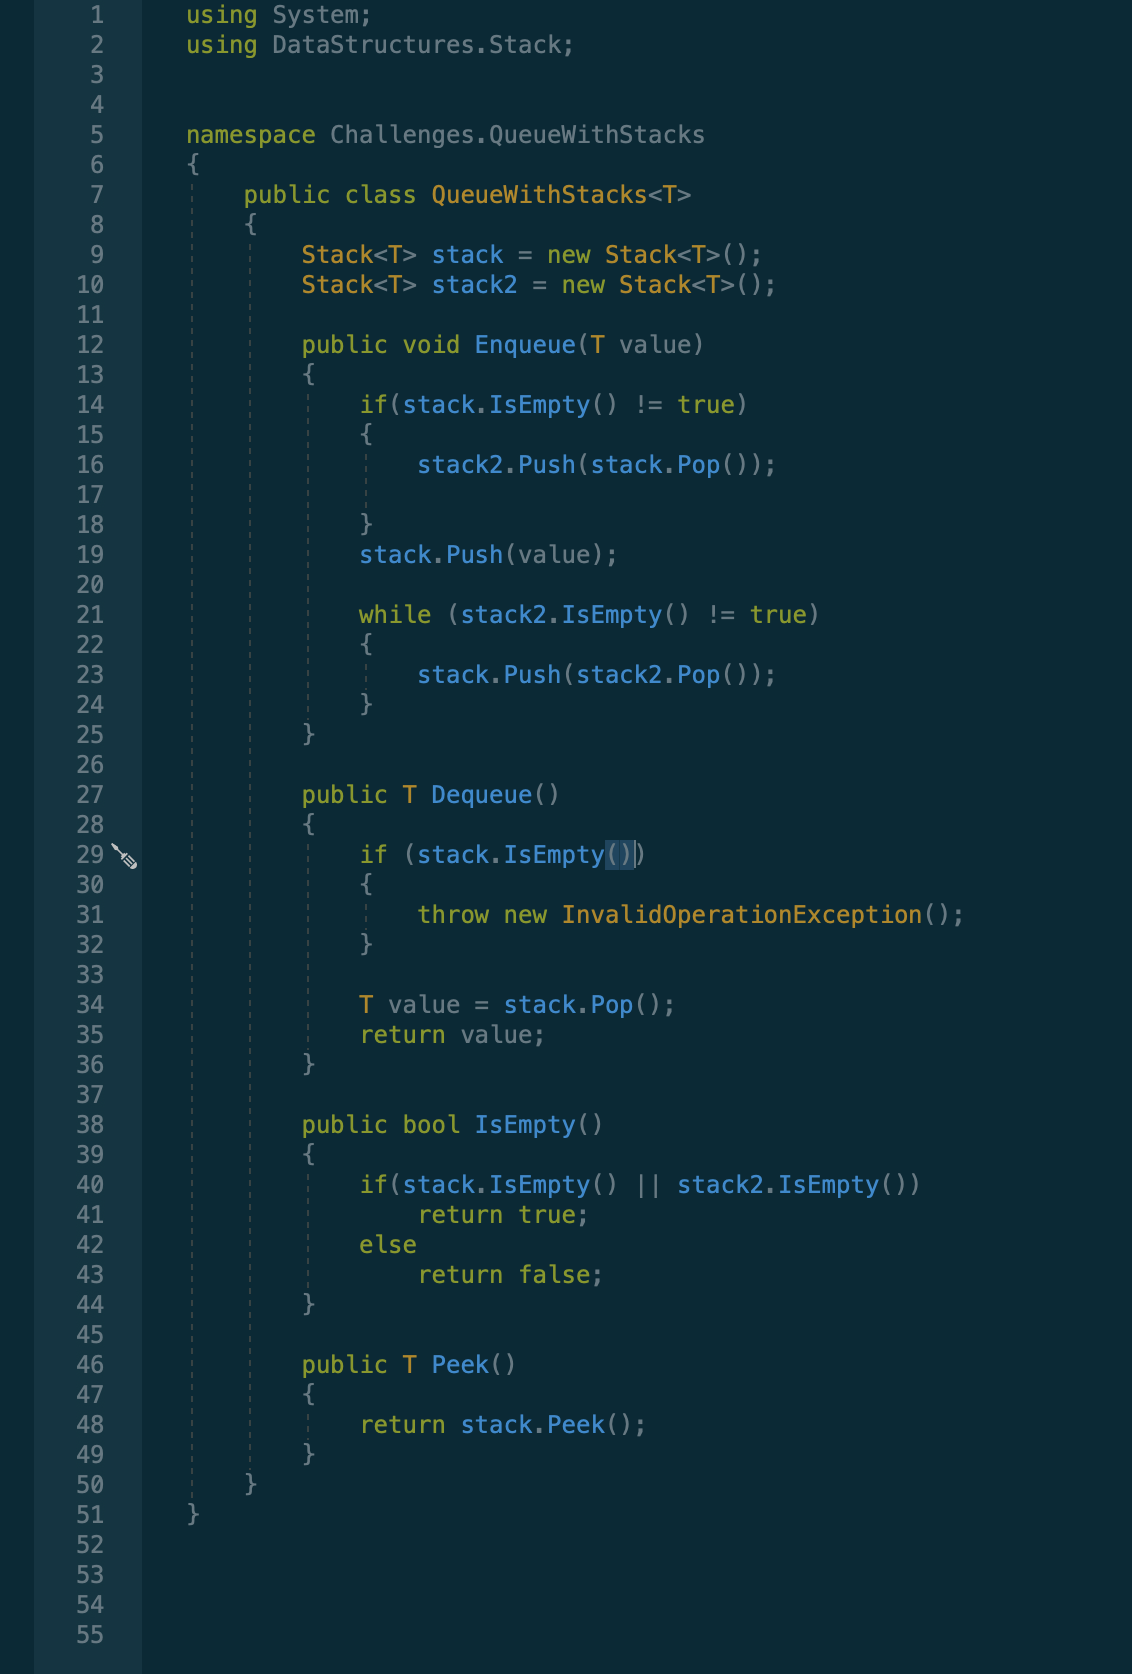 1 using System;
2 using DataStructures.Stack;
3
4
5 namespace Challenges.QueueWithStacks
6 {
7     public class QueueWithStacks<T>
8     {
9         Stack<T> stack = new Stack<T>();
10         Stack<T> stack2 = new Stack<T>();
11
12         public void Enqueue(T value)
13         {
14             if(stack.IsEmpty() != true)
15             {
16                 stack2.Push(stack.Pop());
17
18             }
19             stack.Push(value);
20
21             while (stack2.IsEmpty() != true)
22             {
23                 stack.Push(stack2.Pop());
24             }
25         }
26
27         public T Dequeue()
28         {
29             if (stack.IsEmpty())
30             {
31                 throw new InvalidOperationException();
32             }
33
34             T value = stack.Pop();
35             return value;
36         }
37
38         public bool IsEmpty()
39         {
40             if(stack.IsEmpty() || stack2.IsEmpty())
41                 return true;
42             else
43                 return false;
44         }
45
46         public T Peek()
47         {
48             return stack.Peek();
49         }
50     }
51 }
52
53
54
55